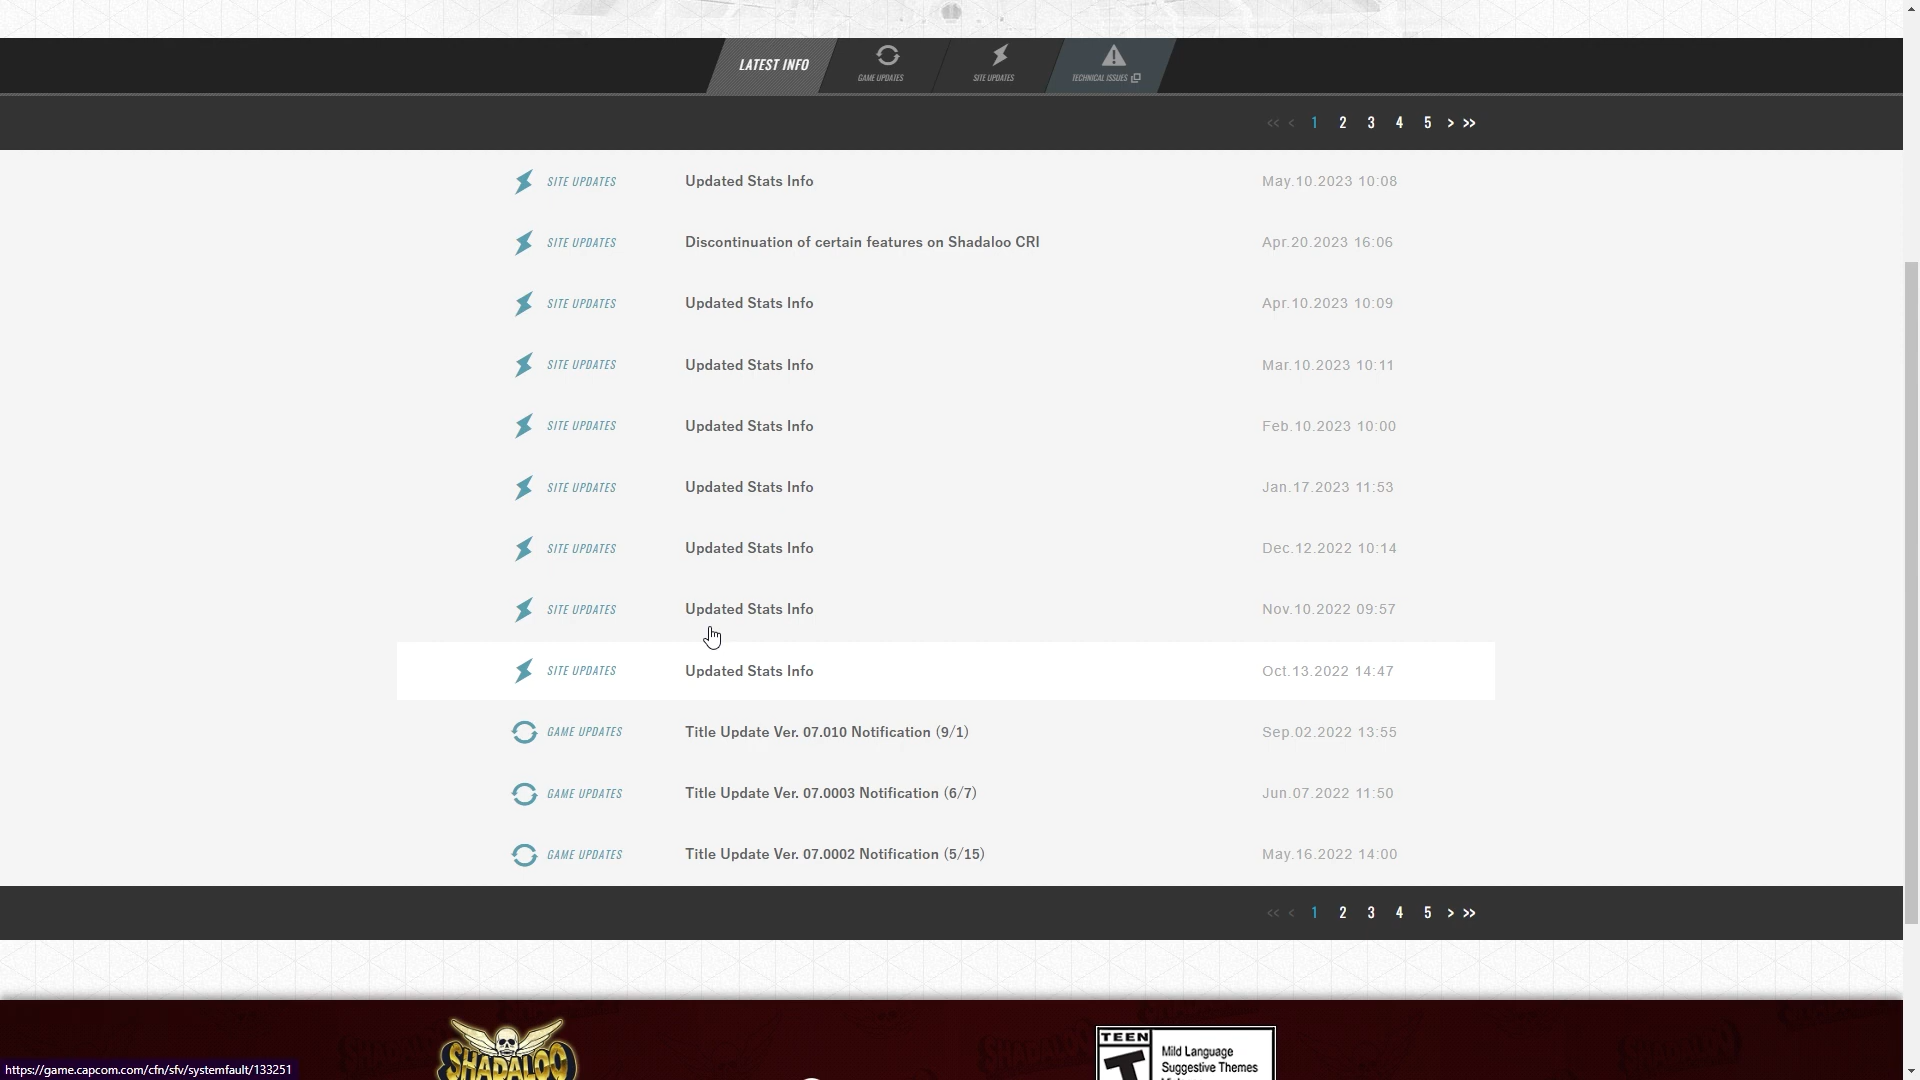 LATEST INFO
GAME UPDATES
SITE UPDATES
TECHNICAL ISSUES
<< < 1 2 3 4 5 > >>
SITE UPDATES Updated Stats Info May.10.2023 10:08
SITE UPDATES Discontinuation of certain features on Shadaloo CRI Apr.20.2023 16:06
SITE UPDATES Updated Stats Info Apr.10.2023 10:09
SITE UPDATES Updated Stats Info Mar.10.2023 10:11
SITE UPDATES Updated Stats Info Feb.10.2023 10:00
SITE UPDATES Updated Stats Info Jan.17.2023 11:53
SITE UPDATES Updated Stats Info Dec.12.2022 10:14
SITE UPDATES Updated Stats Info Nov.10.2022 09:57
SITE UPDATES Updated Stats Info Oct.13.2022 14:47
GAME UPDATES Title Update Ver. 07.010 Notification (9/1) Sep.02.2022 13:55
GAME UPDATES Title Update Ver. 07.0003 Notification (6/7) Jun.07.2022 11:50
GAME UPDATES Title Update Ver. 07.0002 Notification (5/15) May.16.2022 14:00
<< < 1 2 3 4 5 > >>
SHADALOO
TEEN
T
Mild Language
Suggestive Themes
https://game.capcom.com/cfn/sfv/systemfault/133251